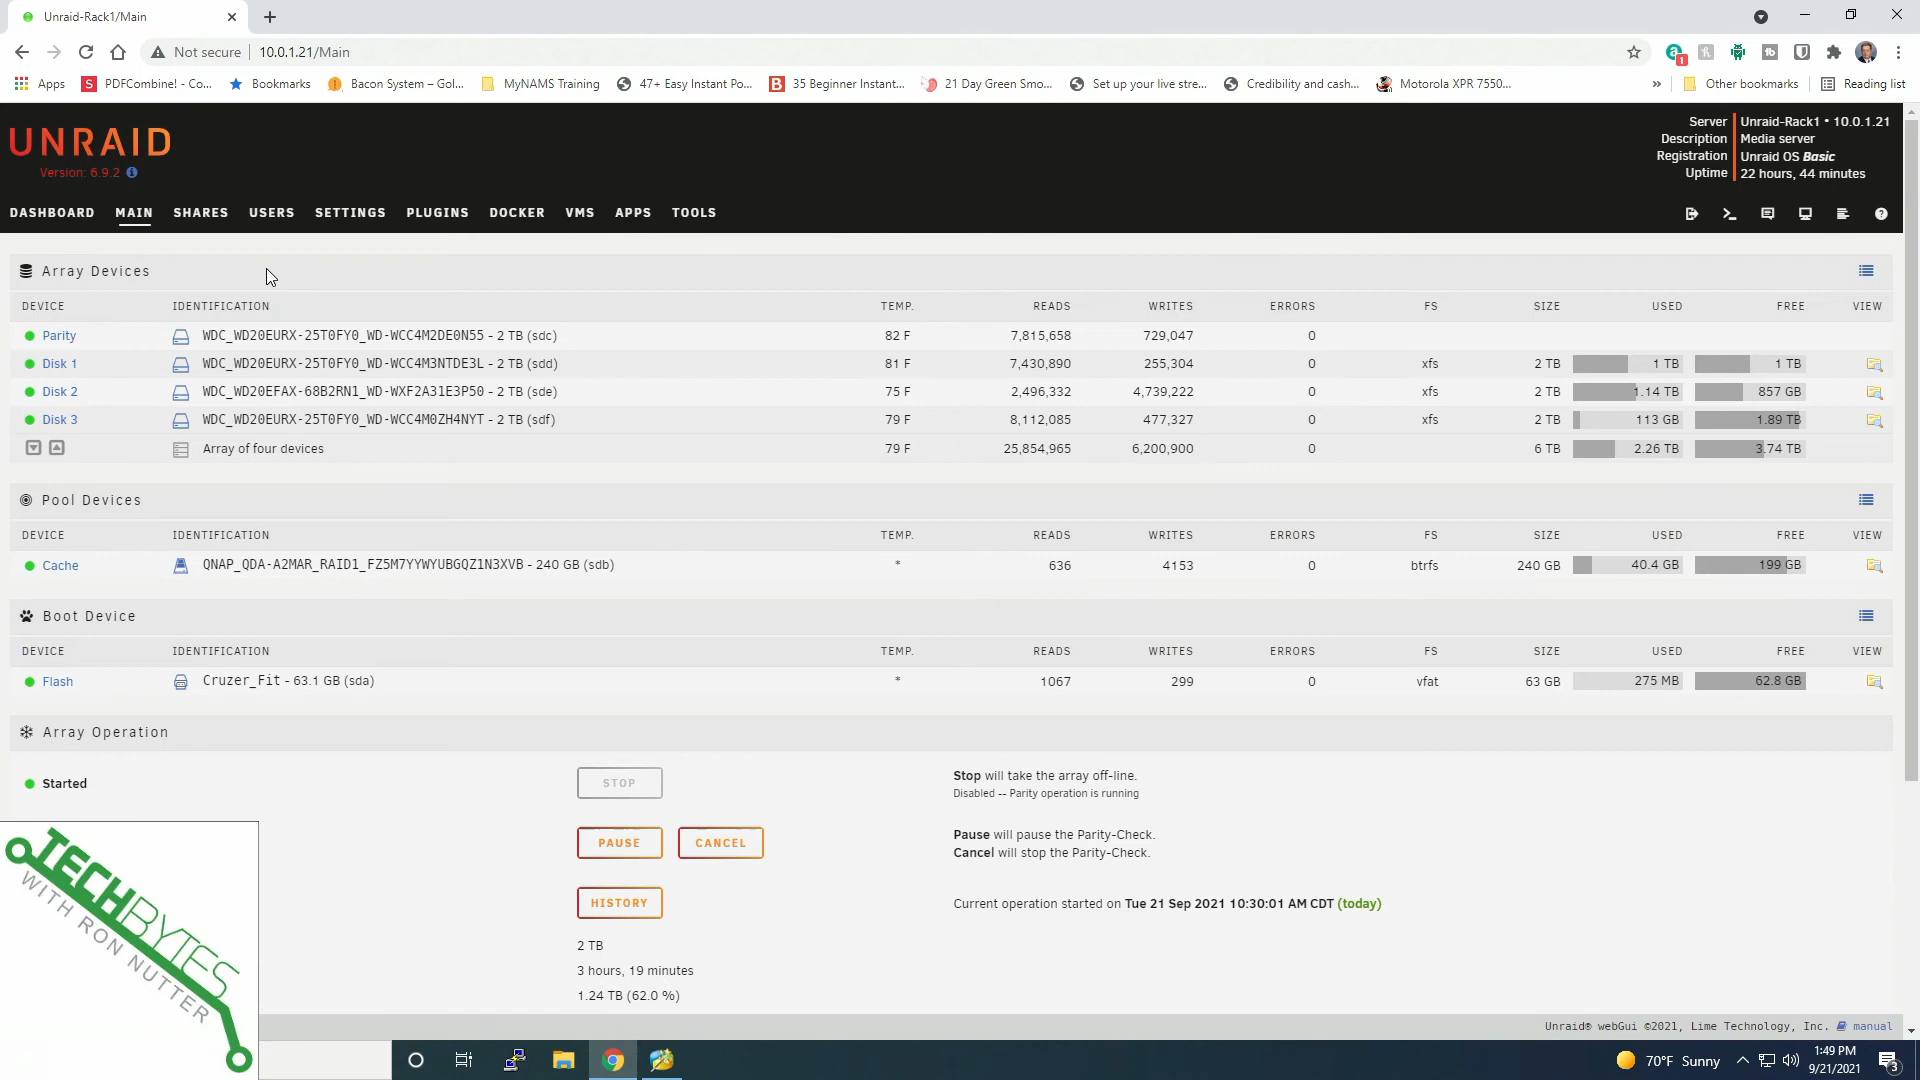 Unraid-Rack1/Main
Not secure 10.0.1.21/Main
1
Apps PDFCombine! - Co... Bookmarks Bacon System – Gol... MyNAMS Training 47+ Easy Instant Po... 35 Beginner Instant... 21 Day Green Smo... Set up your live stre... Credibility and cash... Motorola XPR 7550... » Other bookmarks Reading list
UNRAID
Version: 6.9.2
Server Unraid-Rack1 • 10.0.1.21
Description Media server
Registration Unraid OS Basic
Uptime 22 hours, 44 minutes
DASHBOARD MAIN SHARES USERS SETTINGS PLUGINS DOCKER VMS APPS TOOLS
Array Devices
DEVICE IDENTIFICATION TEMP. READS WRITES ERRORS FS SIZE USED FREE VIEW
Parity WDC_WD20EURX-25T0FY0_WD-WCC4M2DE0N55 - 2 TB (sdc) 82 F 7,815,658 729,047 0
Disk 1 WDC_WD20EURX-25T0FY0_WD-WCC4M3NTDE3L - 2 TB (sdd) 81 F 7,430,890 255,304 0 xfs 2 TB 1 TB 1 TB
Disk 2 WDC_WD20EFAX-68B2RN1_WD-WXF2A31E3P50 - 2 TB (sde) 75 F 2,496,332 4,739,222 0 xfs 2 TB 1.14 TB 857 GB
Disk 3 WDC_WD20EURX-25T0FY0_WD-WCC4M0ZH4NYT - 2 TB (sdf) 79 F 8,112,085 477,327 0 xfs 2 TB 113 GB 1.89 TB
Array of four devices 79 F 25,854,965 6,200,900 0 6 TB 2.26 TB 3.74 TB
Pool Devices
DEVICE IDENTIFICATION TEMP. READS WRITES ERRORS FS SIZE USED FREE VIEW
Cache QNAP_QDA-A2MAR_RAID1_FZ5M7YYWYUBGQZ1N3XVB - 240 GB (sdb) * 636 4153 0 btrfs 240 GB 40.4 GB 199 GB
Boot Device
DEVICE IDENTIFICATION TEMP. READS WRITES ERRORS FS SIZE USED FREE VIEW
Flash Cruzer_Fit - 63.1 GB (sda) * 1067 299 0 vfat 63 GB 275 MB 62.8 GB
Array Operation
Started STOP Stop will take the array off-line.
Disabled -- Parity operation is running
PAUSE CANCEL Pause will pause the Parity-Check.
Cancel will stop the Parity-Check.
HISTORY Current operation started on Tue 21 Sep 2021 10:30:01 AM CDT (today)
2 TB
3 hours, 19 minutes
1.24 TB (62.0 %)
TECHBYTES
WITH RON NUTTER
Unraid® webGui ©2021, Lime Technology, Inc. manual
70°F Sunny
1:49 PM
9/21/2021
3